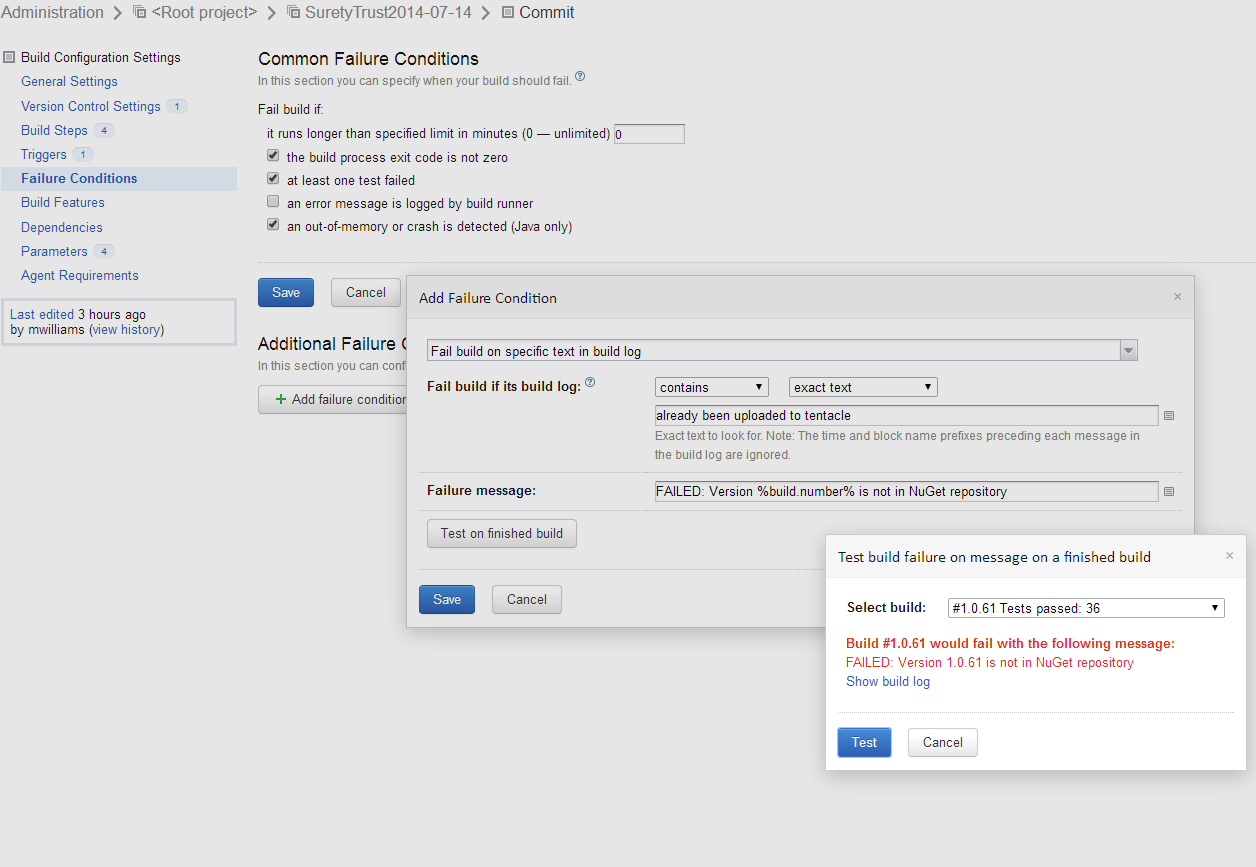 Administration > <Root project> > SuretyTrust2014-07-14 > Commit
Build Configuration Settings
General Settings
Version Control Settings 1
Build Steps 4
Triggers 1
Failure Conditions
Build Features
Dependencies
Parameters 4
Agent Requirements
Last edited 3 hours ago
by mwilliams (view history)
Common Failure Conditions
In this section you can specify when your build should fail. ?
Fail build if:
it runs longer than specified limit in minutes (0 — unlimited) 0
the build process exit code is not zero
at least one test failed
an error message is logged by build runner
an out-of-memory or crash is detected (Java only)
Save Cancel
Additional Failure
In this section you can
+ Add failure condition
Add Failure Condition ×
Fail build on specific text in build log
Fail build if its build log: ? contains exact text
already been uploaded to tentacle
Exact text to look for. Note: The time and block name prefixes preceding each message in
the build log are ignored.
Failure message: FAILED: Version %build.number% is not in NuGet repository
Test on finished build
Save Cancel
Test build failure on message on a finished build ×
Select build: #1.0.61 Tests passed: 36
Build #1.0.61 would fail with the following message:
FAILED: Version 1.0.61 is not in NuGet repository
Show build log
Test Cancel